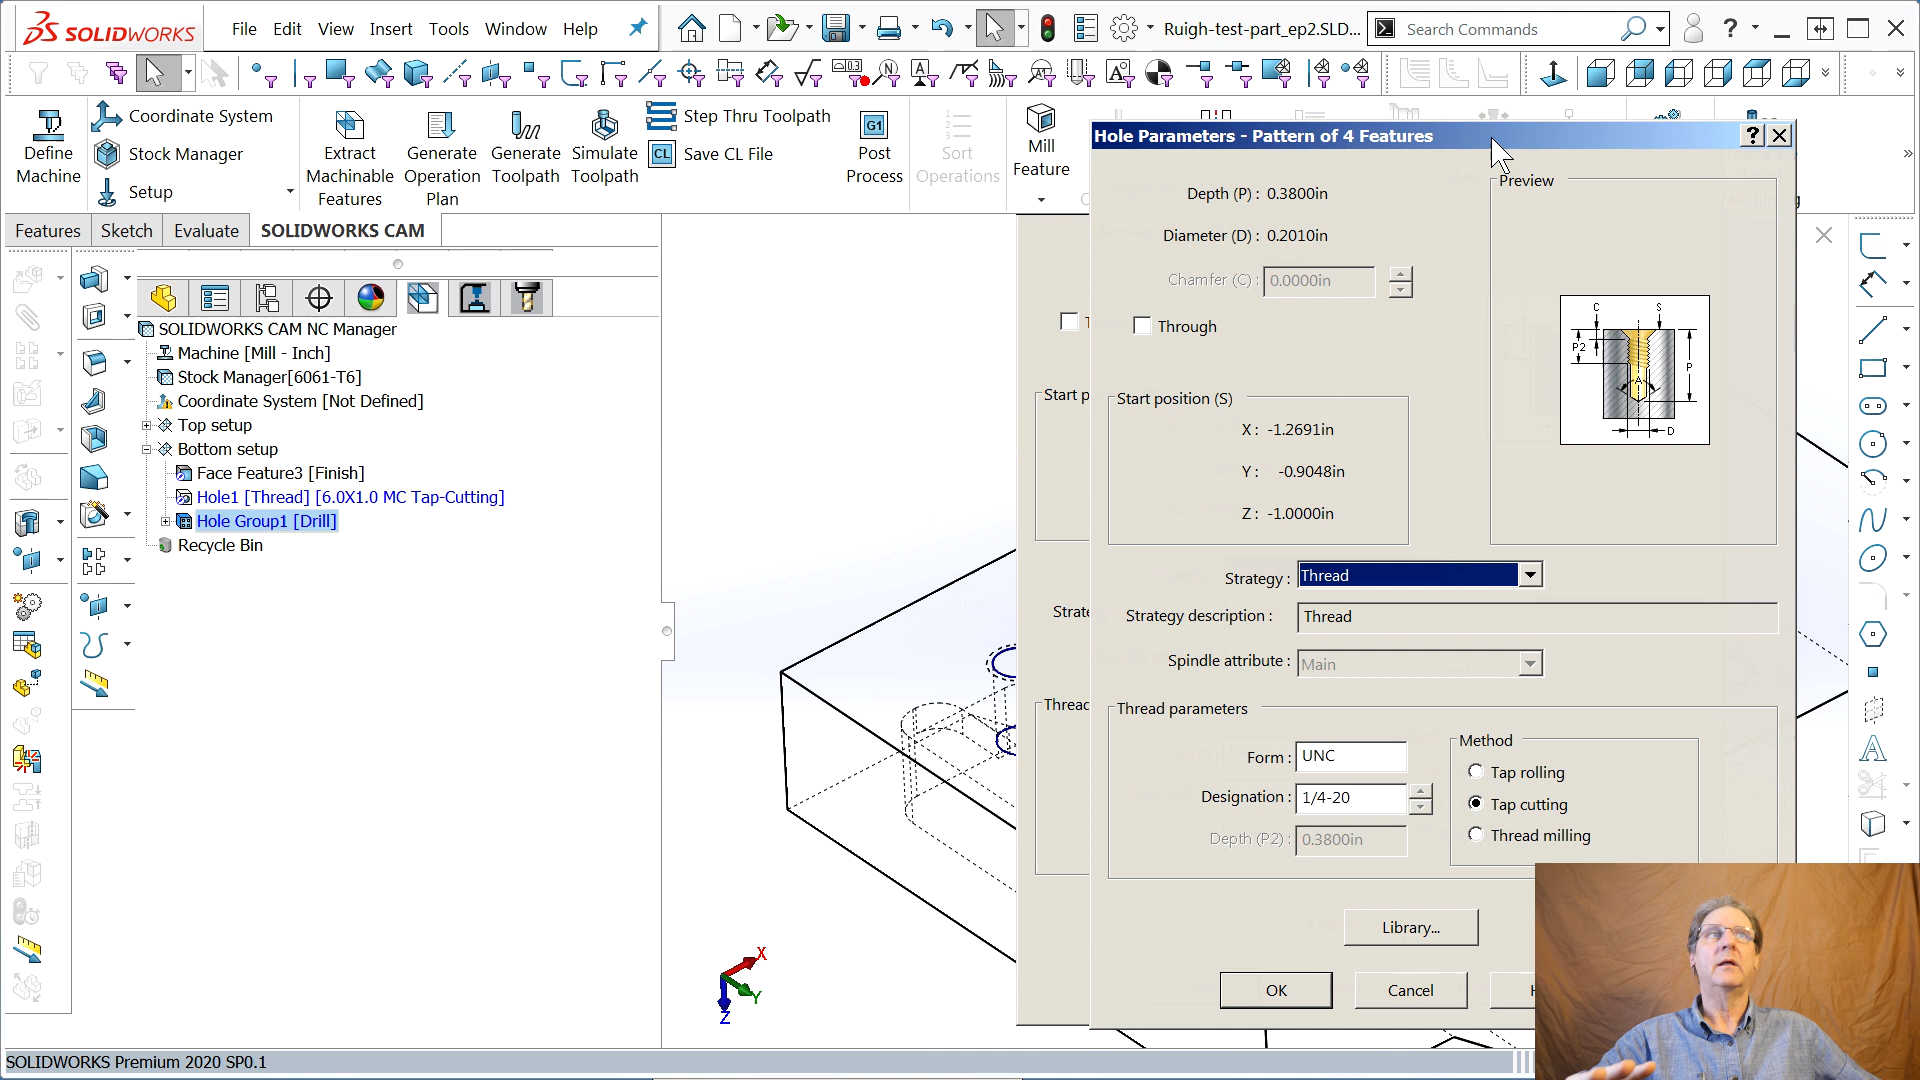 SOLIDWORKS
File Edit View Insert Tools Window Help
Ruigh-test-part_ep2.SLD...
Search Commands
Define Machine
Coordinate System
Stock Manager
Setup
Extract Machinable Features
Generate Operation Plan
Generate Toolpath
Simulate Toolpath
Step Thru Toolpath
CL Save CL File
G1
Post Process
Sort Operations
Mill Feature
Features Sketch Evaluate SOLIDWORKS CAM
SOLIDWORKS CAM NC Manager
Machine [Mill - Inch]
Stock Manager[6061-T6]
Coordinate System [Not Defined]
Top setup
Bottom setup
Face Feature3 [Finish]
Hole1 [Thread] [6.0X1.0 MC Tap-Cutting]
Hole Group1 [Drill]
Recycle Bin
Start p
Strate
Thread
Hole Parameters - Pattern of 4 Features
Depth (P) : 0.3800in
Diameter (D) : 0.2010in
Chamfer (C) : 0.0000in
Through
Preview
C S
P2 P
A
D
Start position (S)
X : -1.2691in
Y : -0.9048in
Z : -1.0000in
Strategy : Thread
Strategy description : Thread
Spindle attribute : Main
Thread parameters
Form : UNC
Designation : 1/4-20
Depth (P2) : 0.3800in
Method
Tap rolling
Tap cutting
Thread milling
Library...
OK Cancel
X
Y
Z
SOLIDWORKS Premium 2020 SP0.1